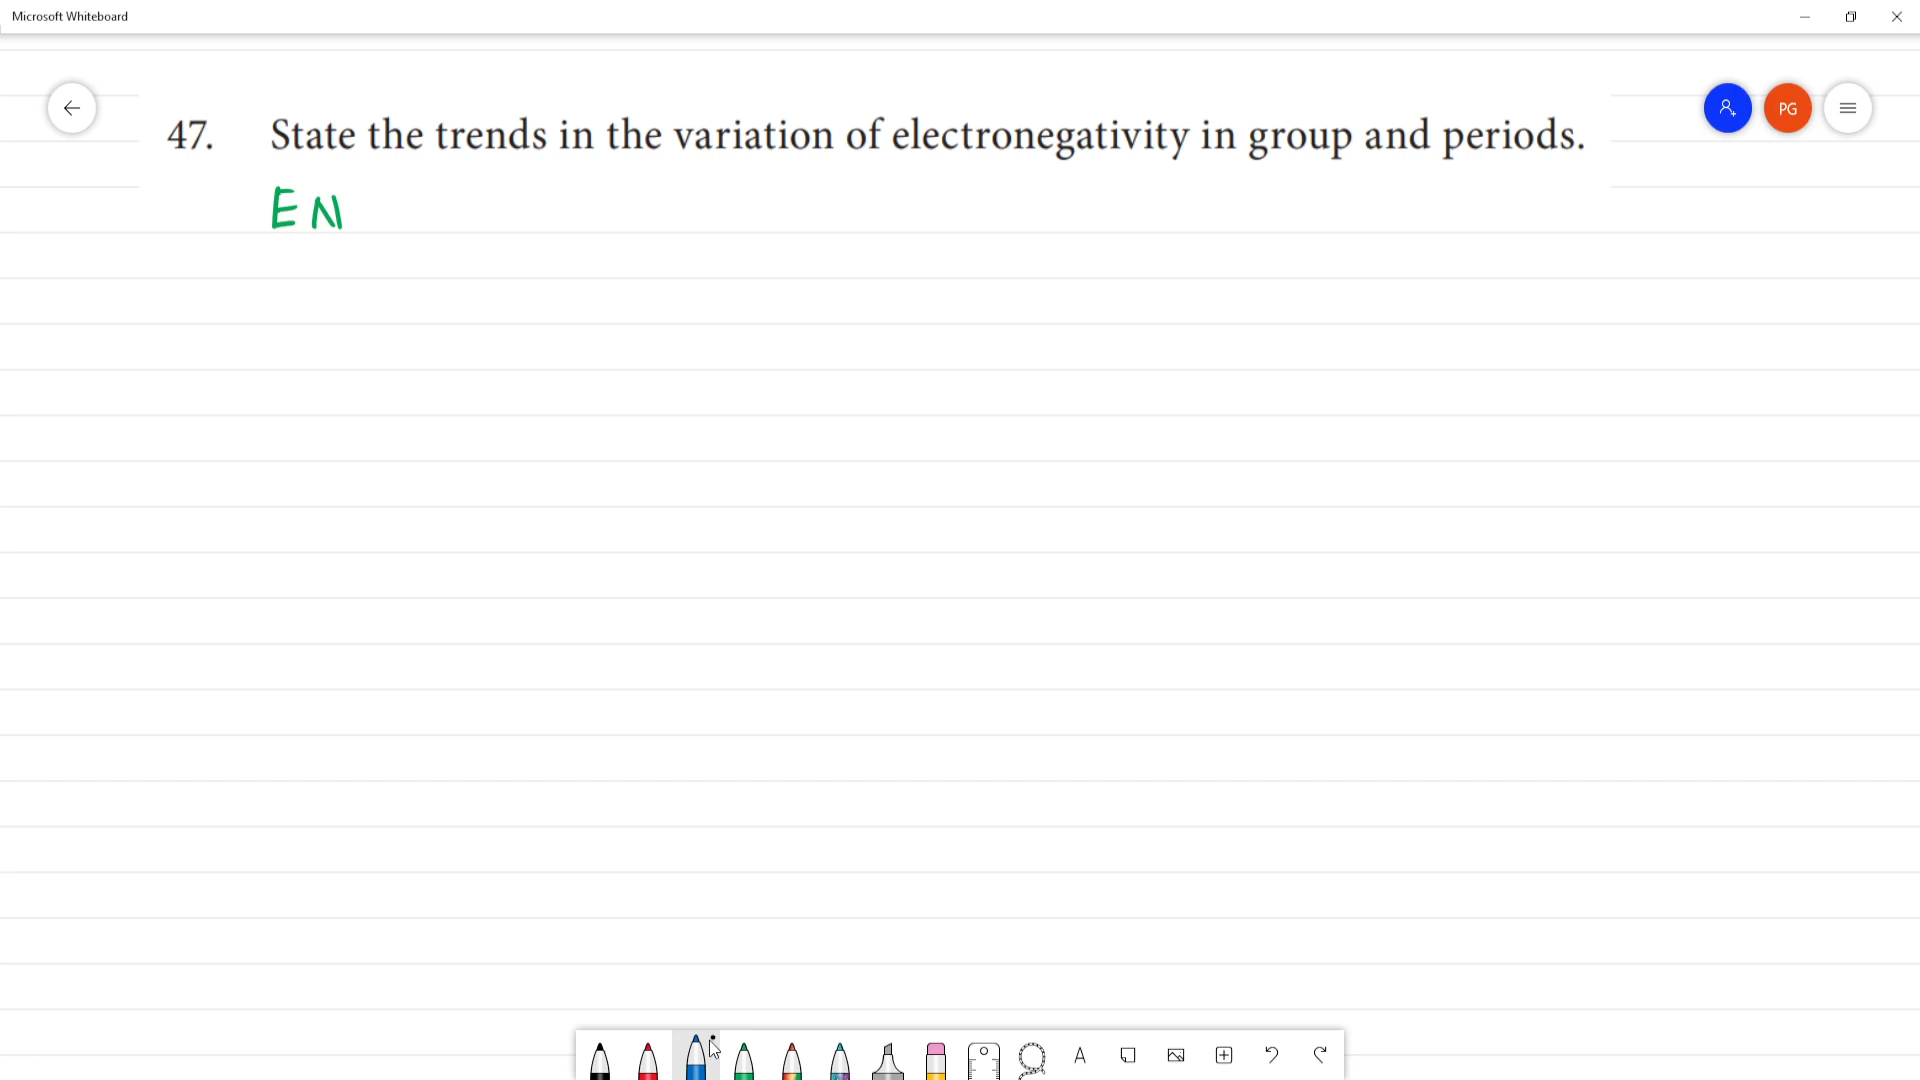 Microsoft Whiteboard
PG
47. State the trends in the variation of electronegativity in group and periods.
EN
A